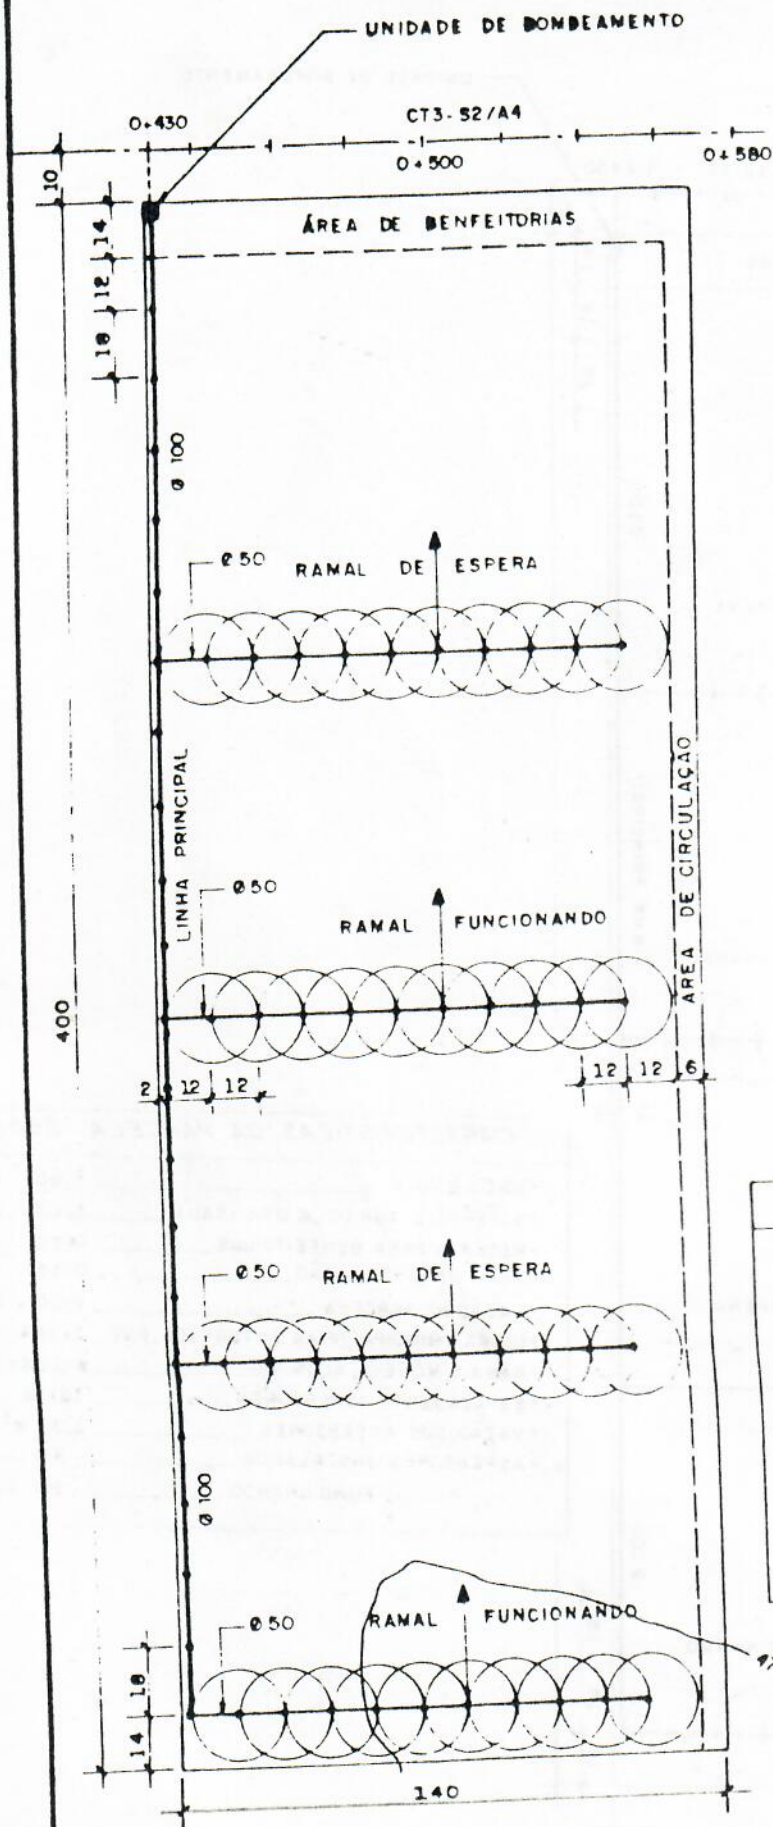 UNIDADE DE BOMBEAMENTO
0+430
CT3-S2/A4
0+500
0+580
10
ÁREA DE BENFEITORIAS
14
12
18
Ø 100
Ø 50
RAMAL DE ESPERA
LINHA PRINCIPAL
ÁREA DE CIRCULAÇÃO
Ø 50
RAMAL FUNCIONANDO
400
2
12
12
12
12
6
Ø 50
RAMAL DE ESPERA
Ø 100
Ø 50
RAMAL FUNCIONANDO
18
14
140